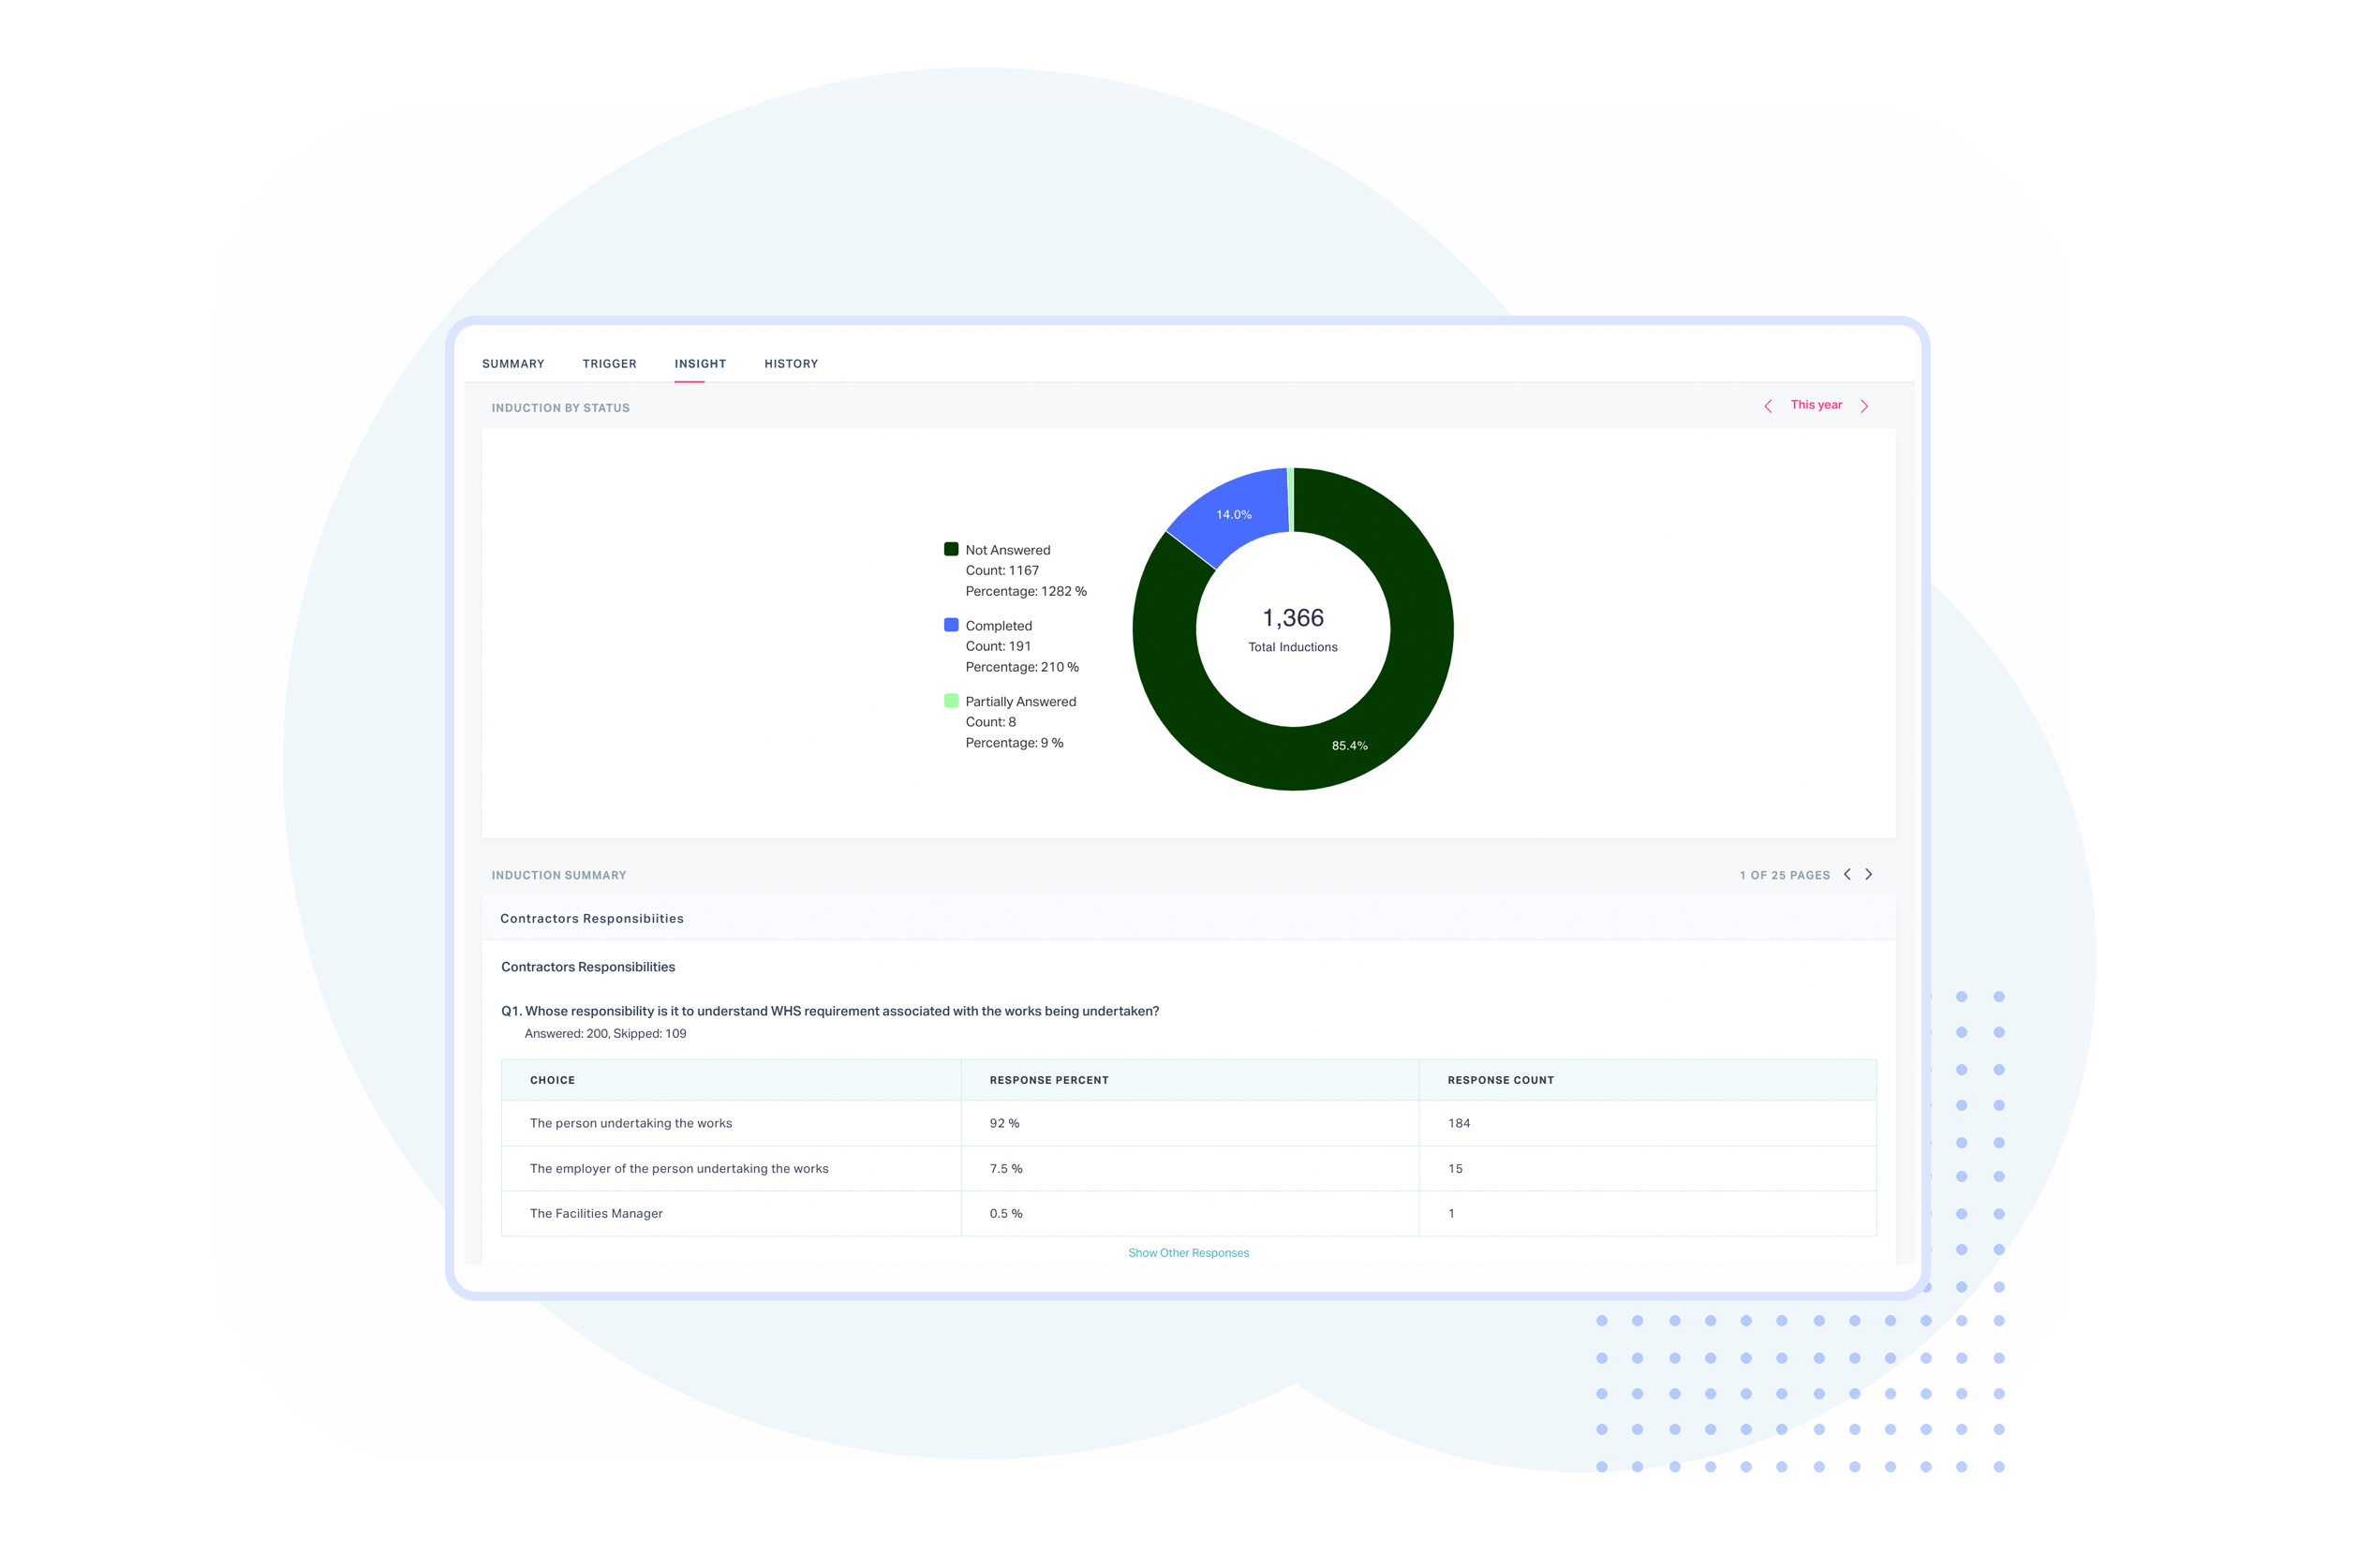 SUMMARY TRIGGER INSIGHT HISTORY
INDUCTION BY STATUS This year
Not Answered
Count: 1167
Percentage: 1282 %
Completed
Count: 191
Percentage: 210 %
Partially Answered
Count: 8
Percentage: 9 %
14.0%
1,366
Total Inductions
85.4%
INDUCTION SUMMARY 1 OF 25 PAGES
Contractors Responsibiities
Contractors Responsibilities
Q1. Whose responsibility is it to understand WHS requirement associated with the works being undertaken?
Answered: 200, Skipped: 109
CHOICE RESPONSE PERCENT RESPONSE COUNT
The person undertaking the works 92 % 184
The employer of the person undertaking the works 7.5 % 15
The Facilities Manager 0.5 % 1
Show Other Responses